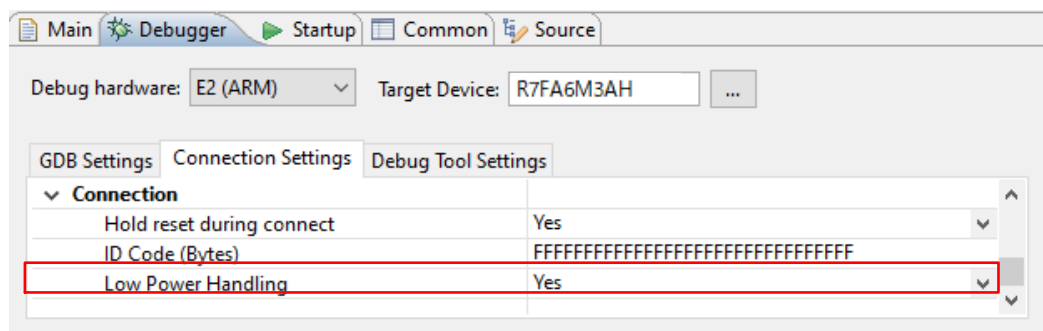 Main Debugger Startup Common Source
Debug hardware: E2 (ARM) Target Device: R7FA6M3AH ...
GDB Settings Connection Settings Debug Tool Settings
Connection
Hold reset during connect Yes
ID Code (Bytes) FFFFFFFFFFFFFFFFFFFFFFFFFFFFFFFF
Low Power Handling Yes